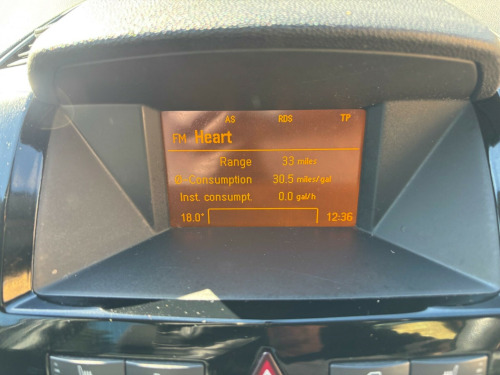 AS RDS TP
FM Heart
Range 33 miles
Ø Consumption 30.5 miles/gal
Inst. consumpt. 0.0 gal/h
18.0° 12:36